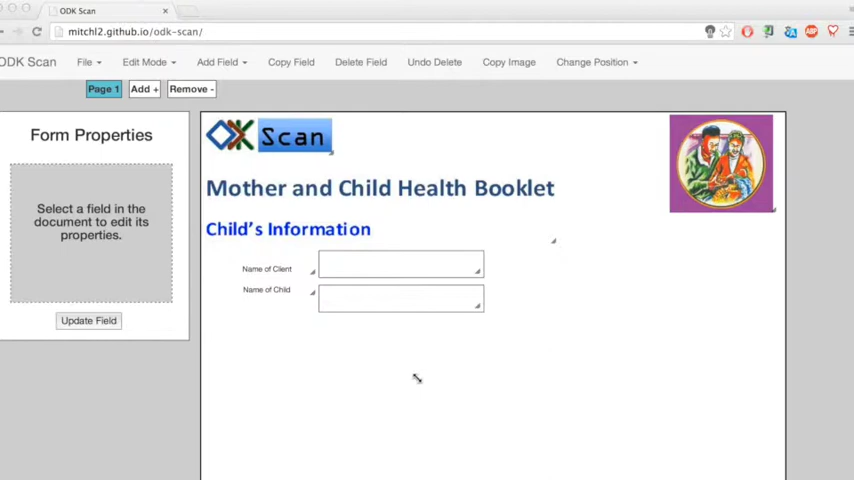 ODK Scan
mitchl2.github.io/odk-scan/
ODK Scan File Edit Mode Add Field Copy Field Delete Field Undo Delete Copy Image Change Position
Page 1 Add + Remove -
Form Properties
Select a field in the
document to edit its
properties.
Update Field
Scan
Mother and Child Health Booklet
Child's Information
Name of Client
Name of Child